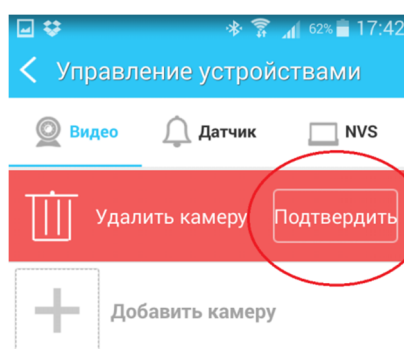 62% 17:42
Управление устройствами
Видео Датчик NVS
Удалить камеру Подтвердить
Добавить камеру